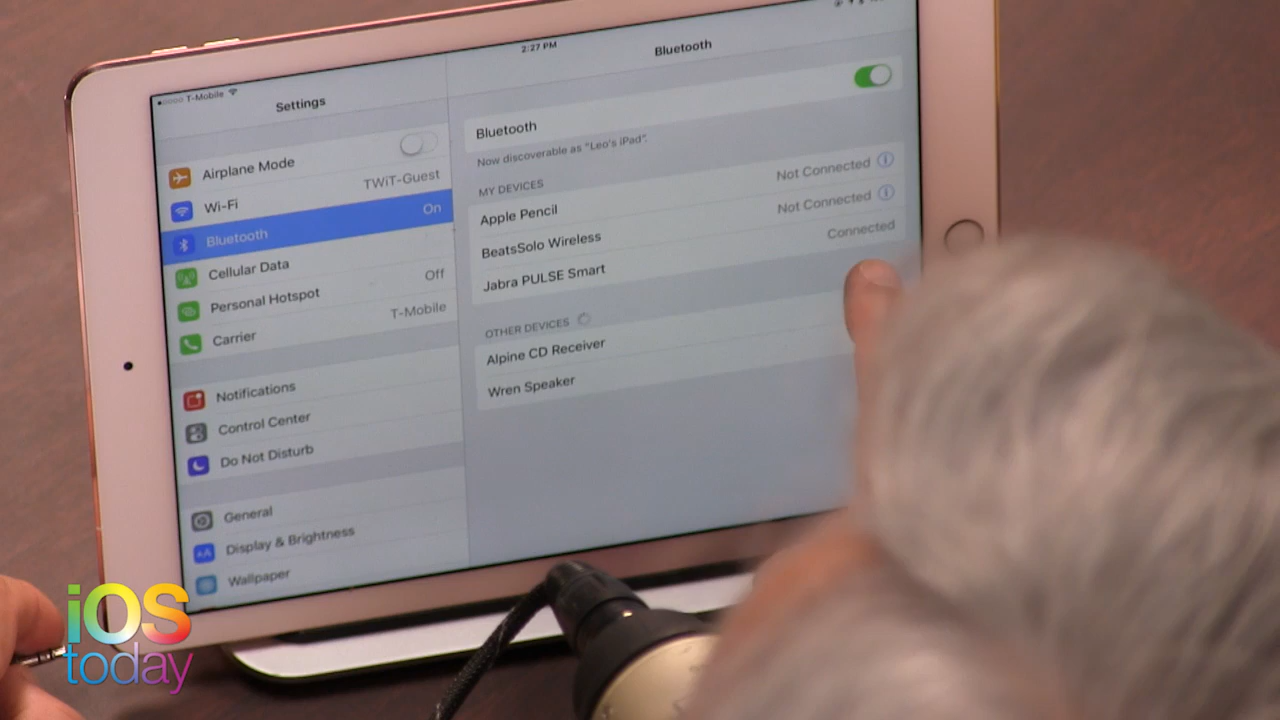 T-Mobile
2:27 PM
Settings
Bluetooth
Airplane Mode
Wi-Fi TWiT-Guest
Bluetooth On
Cellular Data
Personal Hotspot Off
Carrier T-Mobile
Notifications
Control Center
Do Not Disturb
General
AA Display & Brightness
Wallpaper
Bluetooth
Now discoverable as "Leo's iPad".
MY DEVICES
Apple Pencil Not Connected
BeatsSolo Wireless Not Connected
Jabra PULSE Smart Connected
OTHER DEVICES
Alpine CD Receiver
Wren Speaker
iOS
today